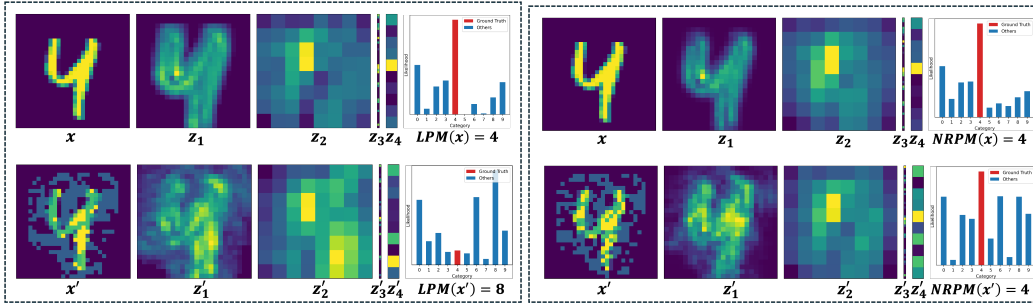 Likelihood
Ground Truth
Others
0 1 2 3 4 5 6 7 8 9
Category
x z₁ z₂ z₃ z₄ LPM(x) = 4
Likelihood
Ground Truth
Others
0 1 2 3 4 5 6 7 8 9
Category
x′ z′₁ z′₂ z′₃ z′₄ LPM(x′) = 8
Likelihood
Ground Truth
Others
0 1 2 3 4 5 6 7 8 9
Category
x z₁ z₂ z₃ z₄ NRPM(x) = 4
Likelihood
Ground Truth
Others
0 1 2 3 4 5 6 7 8 9
Category
x′ z′₁ z′₂ z′₃ z′₄ NRPM(x′) = 4